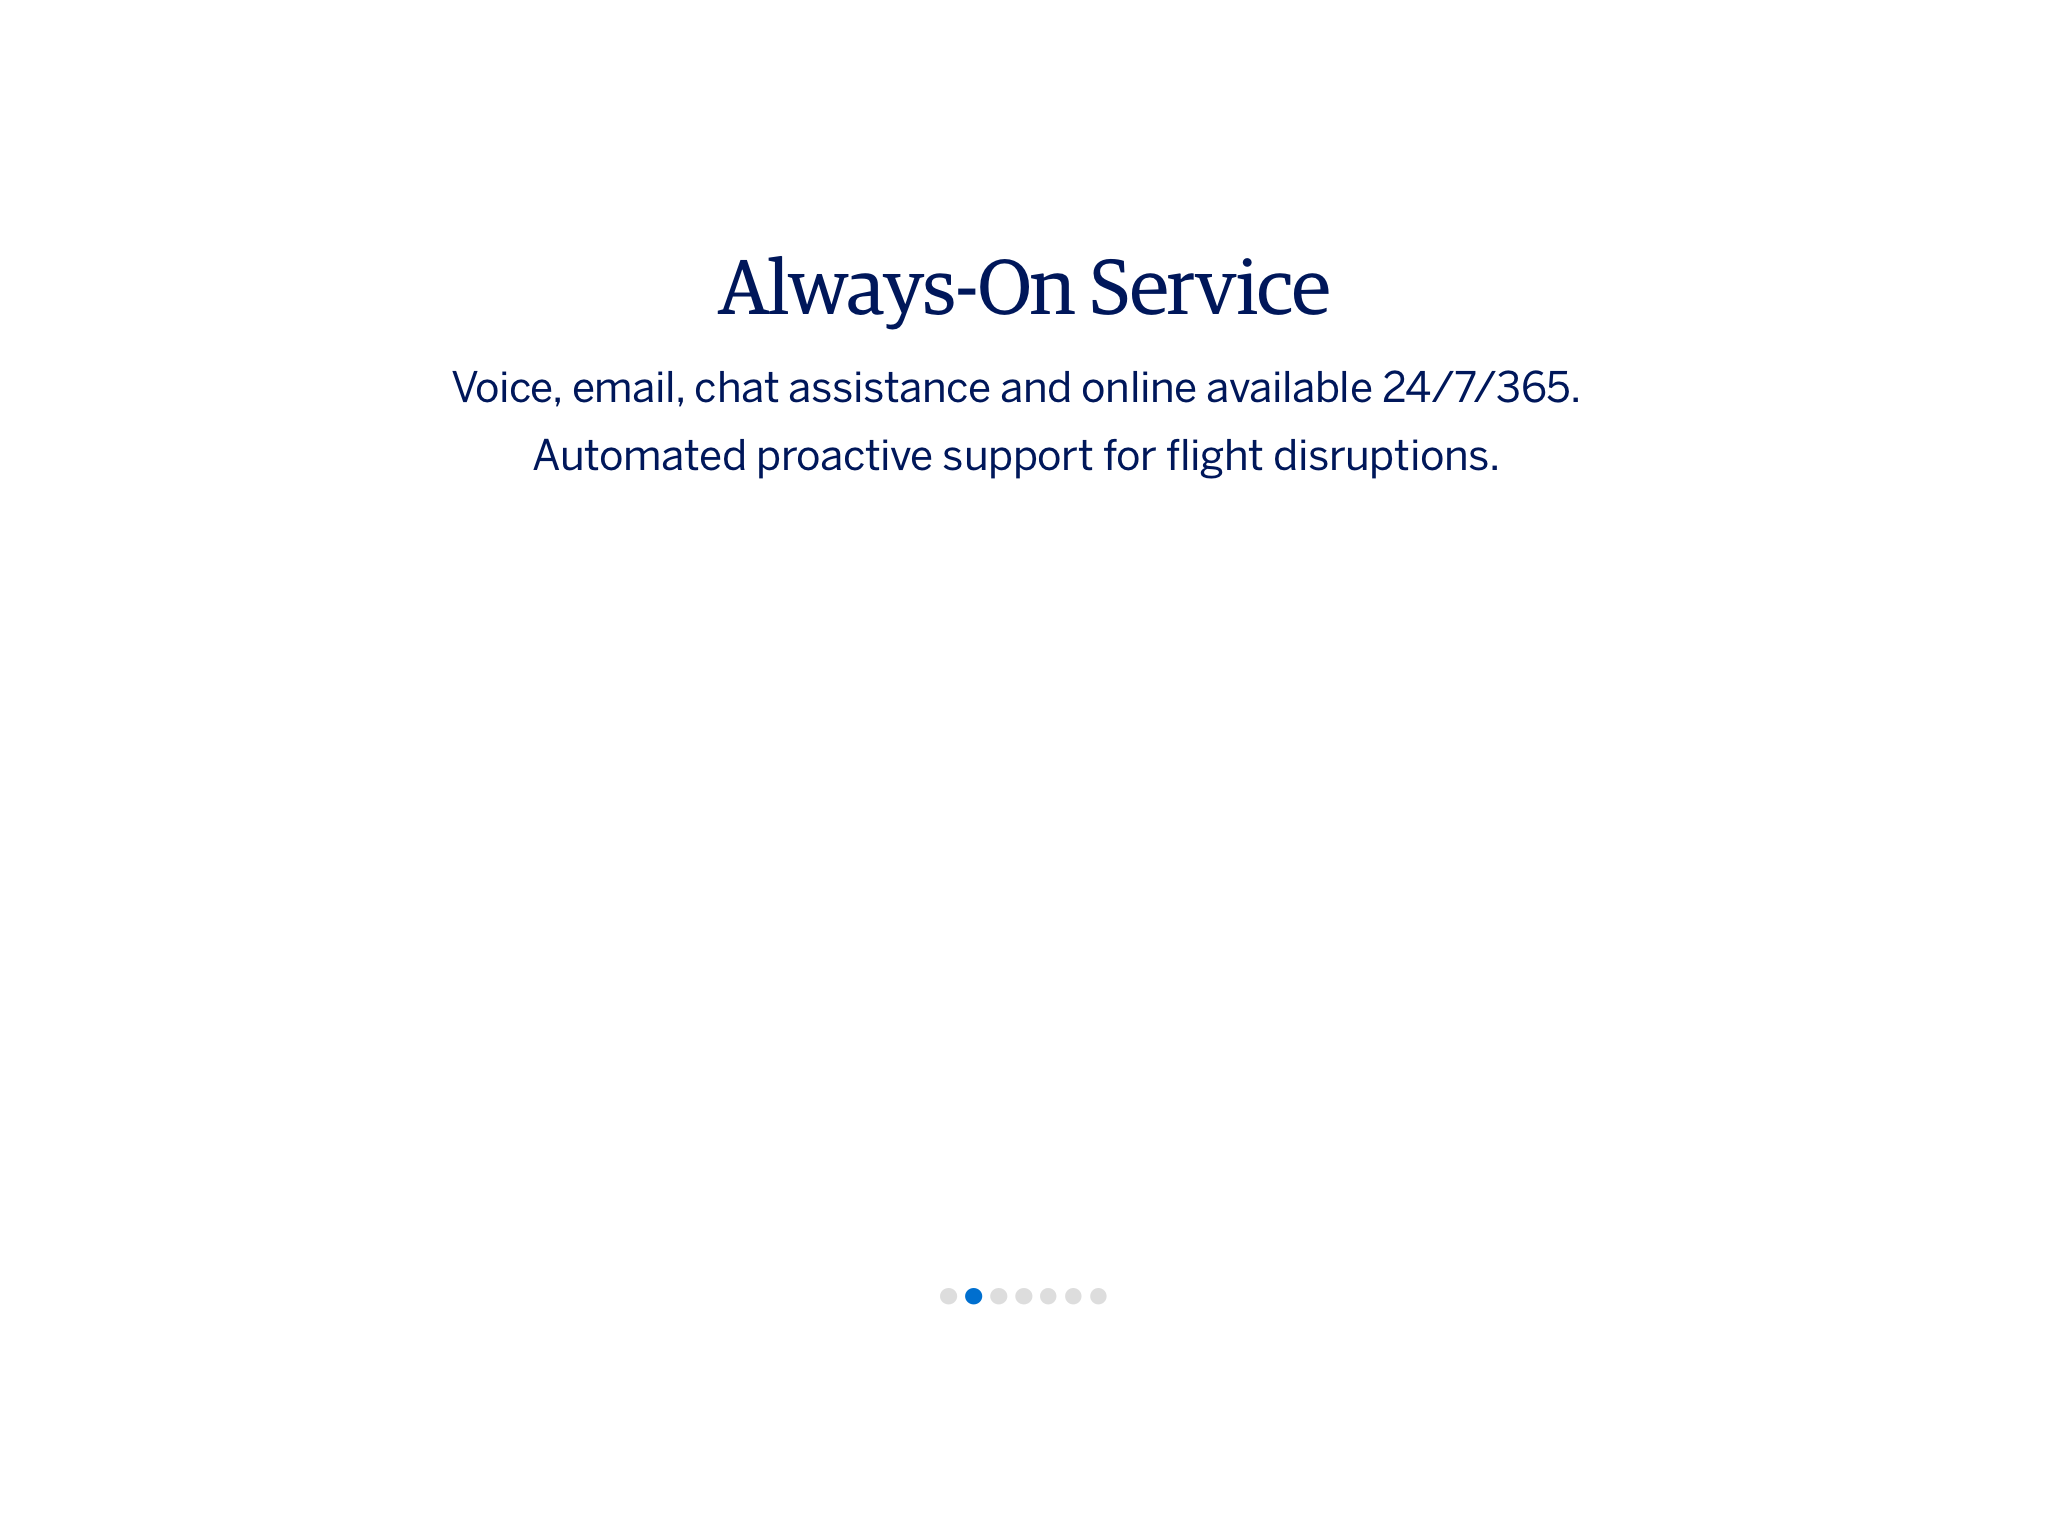 Always-On Service
Voice, email, chat assistance and online available 24/7/365.
Automated proactive support for flight disruptions.